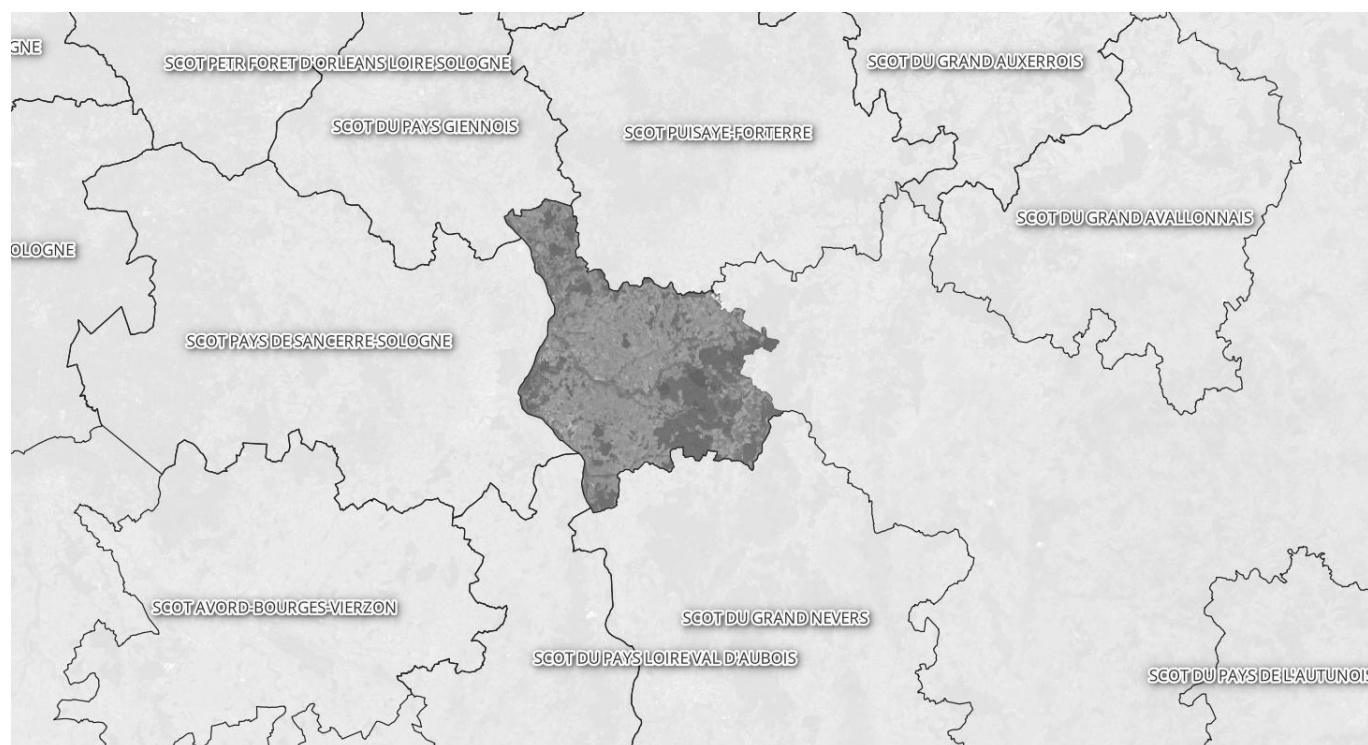 GNE
SCOT PETR FORET D'ORLEANS LOIRE SOLOGNE
SCOT DU GRAND AUXERROIS
SCOT DU PAYS GIENNOIS
SCOT PUISAYE-FORTERRE
SCOT DU GRAND AVALLONNAIS
OLOGNE
SCOT PAYS DE SANCERRE-SOLOGNE
SCOT AVORD-BOURGES-VIERZON
SCOT DU GRAND NEVERS
SCOT DU PAYS LOIRE VAL D'AUBOIS
SCOT DU PAYS DE L'AUTUNOIS